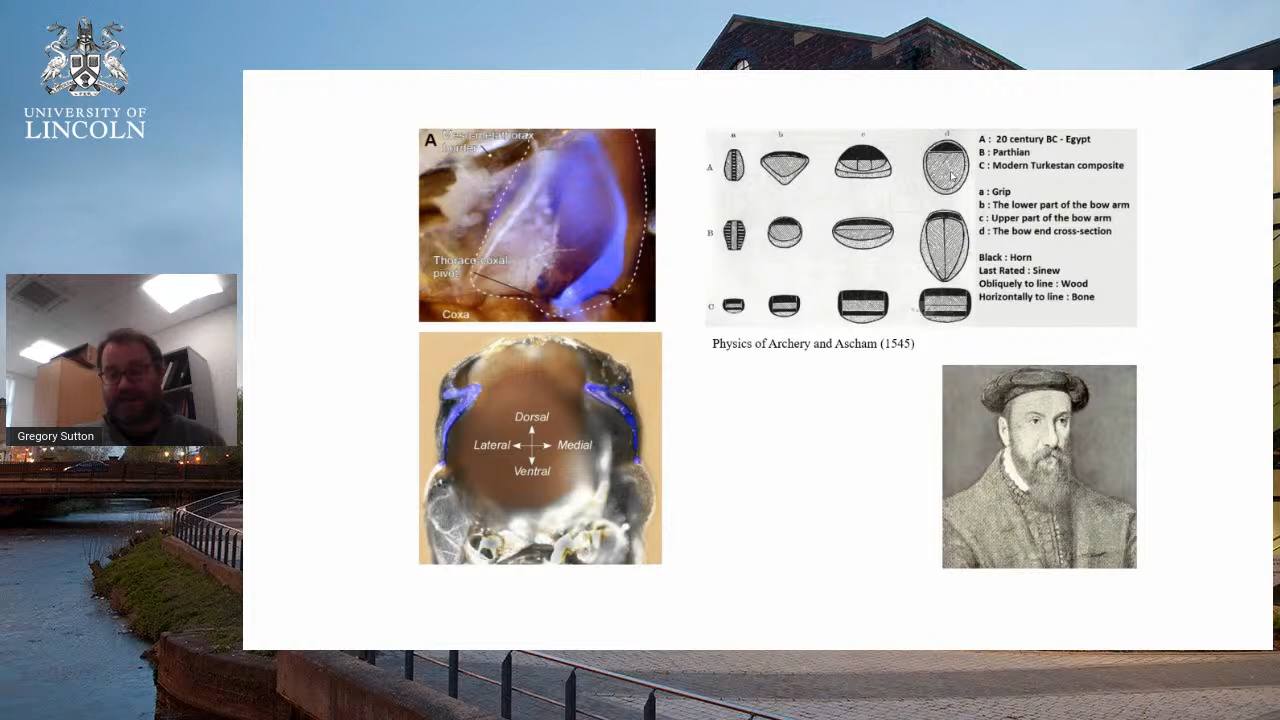 UNIVERSITY OF
LINCOLN
Gregory Sutton
A
Meso-metathorax
border
Thoraco-coxal
pivot
Coxa
Dorsal
Lateral
Medial
Ventral
a
b
c
d
A
B
C
A : 20 century BC - Egypt
B : Parthian
C : Modern Turkestan composite
a : Grip
b : The lower part of the bow arm
c : Upper part of the bow arm
d : The bow end cross-section
Black : Horn
Last Rated : Sinew
Obliquely to line : Wood
Horizontally to line : Bone
Physics of Archery and Ascham (1545)